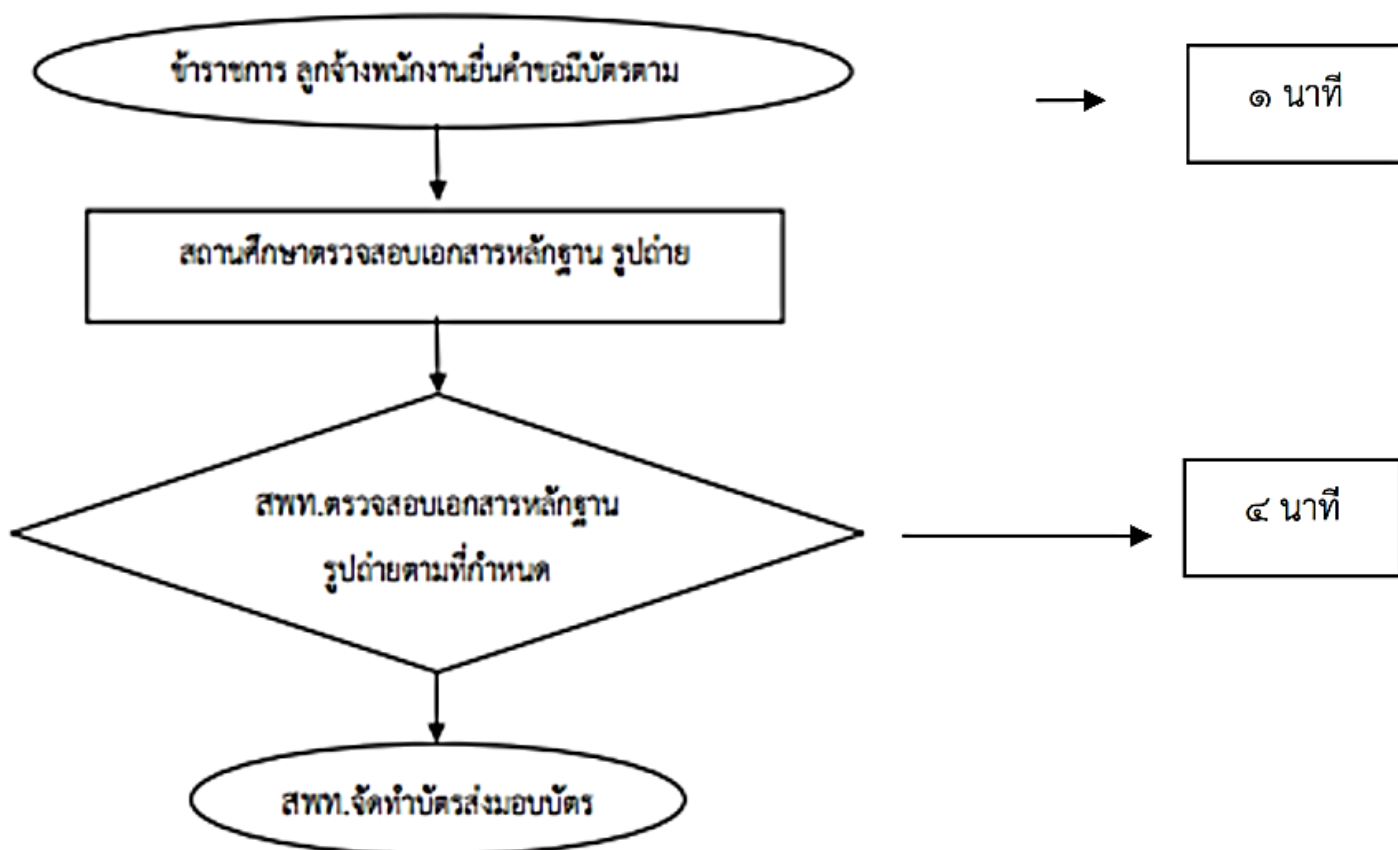 ข้าราชการ ลูกจ้างพนักงานยื่นคำขอมีบัตรตาม
๑ นาที
สถานศึกษาตรวจสอบเอกสารหลักฐาน รูปถ่าย
สพท.ตรวจสอบเอกสารหลักฐาน
รูปถ่ายตามที่กำหนด
๔ นาที
สพท.จัดทำบัตรส่งมอบบัตร